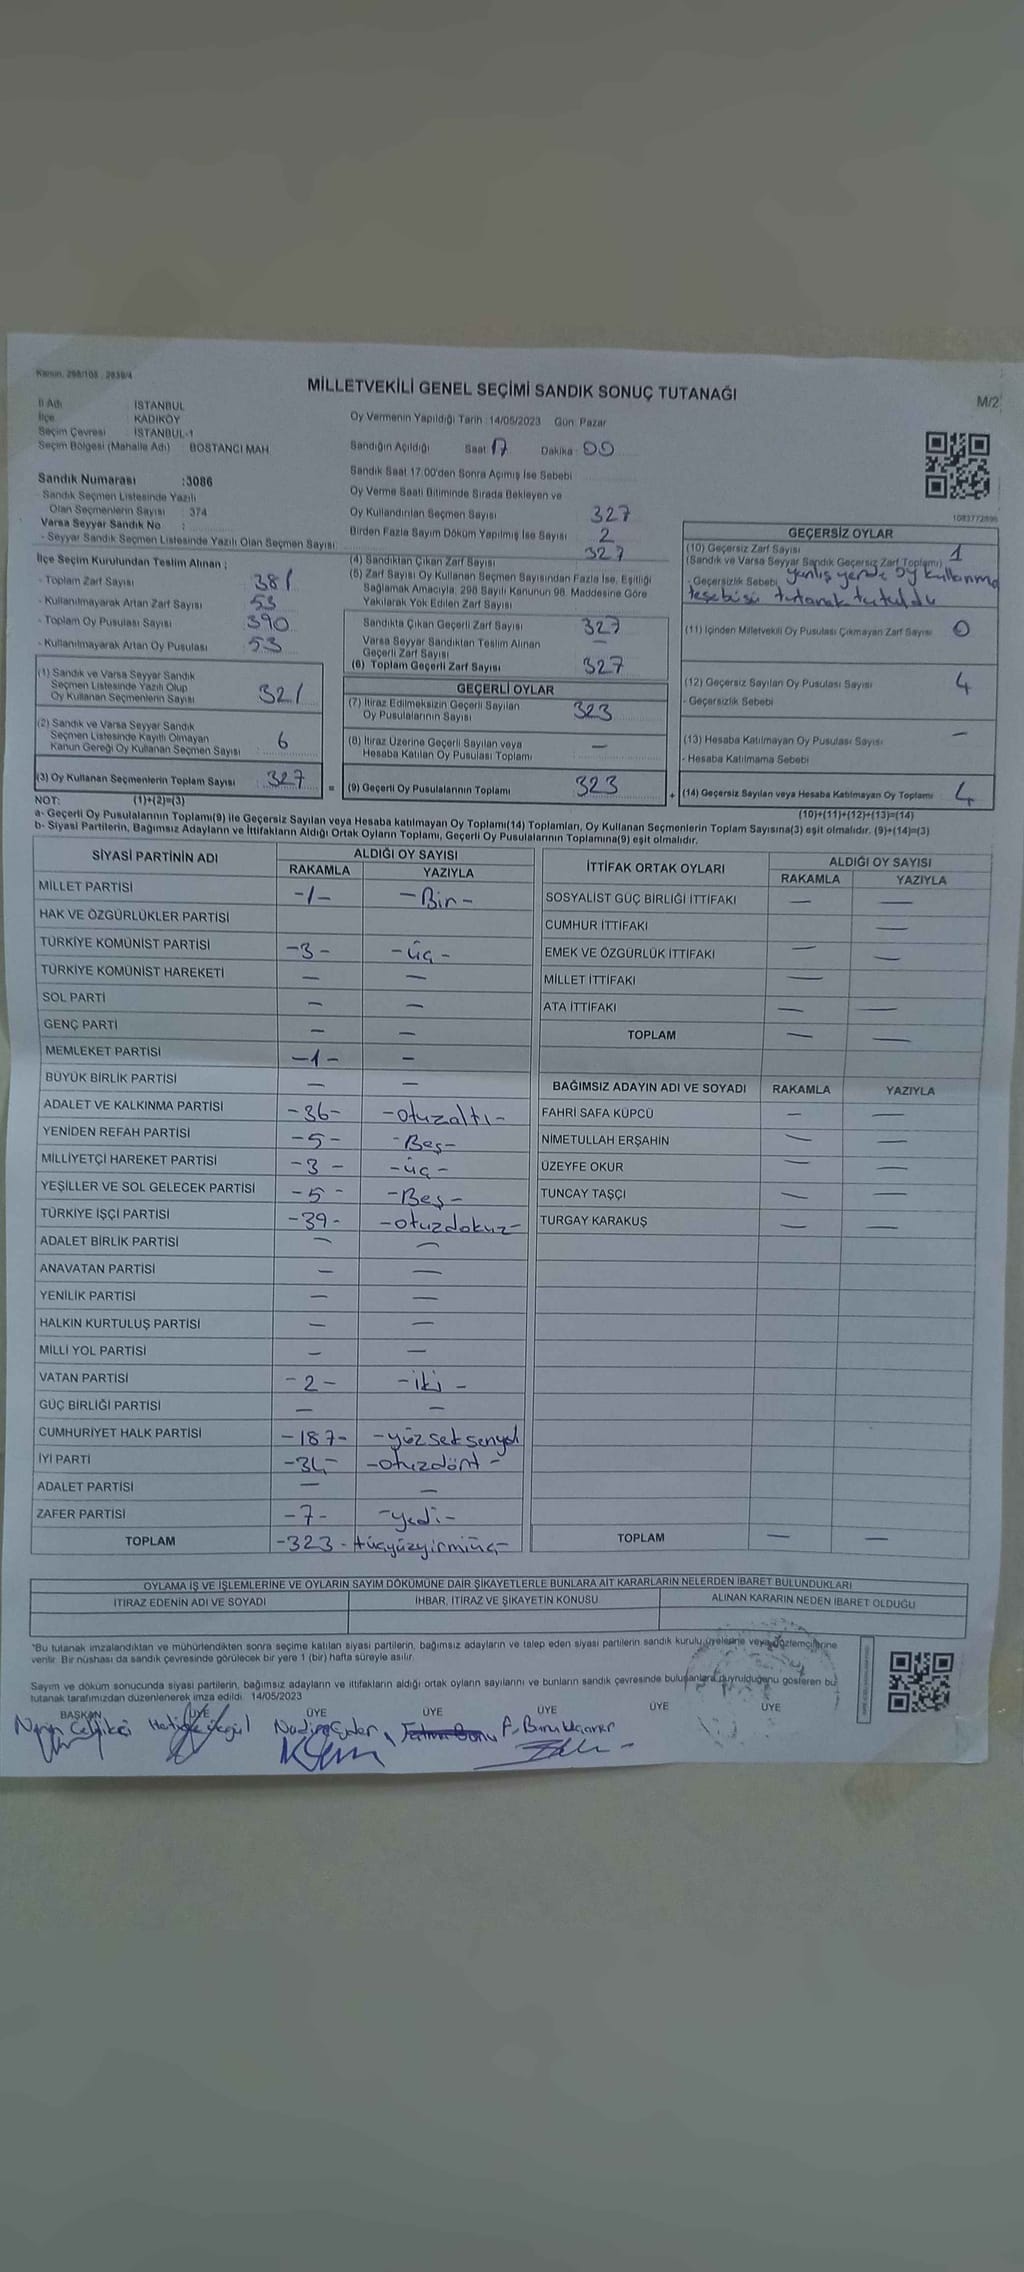 Kanun, 298/105 , 2839/4
MİLLETVEKİLİ GENEL SEÇİMİ SANDIK SONUÇ TUTANAĞI
M/2
İl Adı İSTANBUL
İlçe KADIKÖY
Seçim Çevresi İSTANBUL-1
Seçim Bölgesi (Mahalle Adı) BOSTANCI MAH
Sandık Numarası :3086
- Sandık Seçmen Listesinde Yazılı
Olan Seçmenlerin Sayısı : 374
Varsa Seyyar Sandık No :
- Seyyar Sandık Seçmen Listesinde Yazılı Olan Seçmen Sayısı:
İlçe Seçim Kurulundan Teslim Alınan ;
- Toplam Zarf Sayısı 381
- Kullanılmayarak Artan Zarf Sayısı 53
- Toplam Oy Pusulası Sayısı 390
- Kullanılmayarak Artan Oy Pusulası 53
(1) Sandık ve Varsa Seyyar Sandık
Seçmen Listesinde Yazılı Olup
Oy Kullanan Seçmenlerin Sayısı 321
(2) Sandık ve Varsa Seyyar Sandık
Seçmen Listesinde Kayıtlı Olmayan
Kanun Gereği Oy Kullanan Seçmen Sayısı 6
(3) Oy Kullanan Seçmenlerin Toplam Sayısı : 327
Oy Vermenin Yapıldığı Tarih : 14/05/2023 Gün: Pazar
Sandığın Açıldığı Saat 17 Dakika : 00
Sandık Saat 17:00'den Sonra Açımış İse Sebebi
Oy Verme Saati Bitiminde Sırada Bekleyen ve
Oy Kullandırılan Seçmen Sayısı 327
Birden Fazla Sayım Döküm Yapılmış İse Sayısı 2
(4) Sandıktan Çıkan Zarf Sayısı 327
(5) Zarf Sayısı Oy Kullanan Seçmen Sayısından Fazla İse, Eşitliği
Sağlamak Amacıyla, 298 Sayılı Kanunun 98. Maddesine Göre
Yakılarak Yok Edilen Zarf Sayısı
Sandıkta Çıkan Geçerli Zarf Sayısı 327
Varsa Seyyar Sandıktan Teslim Alınan
Geçerli Zarf Sayısı —
(6) Toplam Geçerli Zarf Sayısı 327
GEÇERLİ OYLAR
(7) İtiraz Edilmeksizin Geçerli Sayılan
Oy Pusulalarının Sayısı 323
(8) İtiraz Üzerine Geçerli Sayılan veya
Hesaba Katılan Oy Pusulası Toplamı —
= (9) Geçerli Oy Pusulalarının Toplamı 323
1083772896
GEÇERSİZ OYLAR
(10) Geçersiz Zarf Sayısı 1
(Sandık ve Varsa Seyyar Sandık Geçersiz Zarf Toplamı)
- Geçersizlik Sebebi yanlış yerde oy kullanma
teşebüsü tutanak tutuldu
(11) İçinden Milletvekili Oy Pusulası Çıkmayan Zarf Sayısı 0
(12) Geçersiz Sayılan Oy Pusulası Sayısı 4
- Geçersizlik Sebebi
(13) Hesaba Katılmayan Oy Pusulası Sayısı —
- Hesaba Katılmama Sebebi
+ (14) Geçersiz Sayılan veya Hesaba Katılmayan Oy Toplamı 4
NOT: (1)+(2)=(3) (10)+(11)+(12)+(13)=(14)
a- Geçerli Oy Pusulalarının Toplamı(9) ile Geçersiz Sayılan veya Hesaba katılmayan Oy Toplamı(14) Toplamları, Oy Kullanan Seçmenlerin Toplam Sayısına(3) eşit olmalıdır. (9)+(14)=(3)
b- Siyasi Partilerin, Bağımsız Adayların ve İttifakların Aldığı Ortak Oyların Toplamı, Geçerli Oy Pusulalarının Toplamına(9) eşit olmalıdır.
SİYASİ PARTİNİN ADI ALDIĞI OY SAYISI
RAKAMLA YAZIYLA
MİLLET PARTİSİ -1- -Bir-
HAK VE ÖZGÜRLÜKLER PARTİSİ
TÜRKİYE KOMÜNİST PARTİSİ -3- -üç-
TÜRKİYE KOMÜNİST HAREKETİ — —
SOL PARTİ — —
GENÇ PARTİ — —
MEMLEKET PARTİSİ -1- —
BÜYÜK BİRLİK PARTİSİ — —
ADALET VE KALKINMA PARTİSİ -36- -otuzaltı-
YENİDEN REFAH PARTİSİ -5- -Beş-
MİLLİYETÇİ HAREKET PARTİSİ -3- -üç-
YEŞİLLER VE SOL GELECEK PARTİSİ -5- -Beş-
TÜRKİYE İŞÇİ PARTİSİ -39- -otuzdokuz-
ADALET BİRLİK PARTİSİ — —
ANAVATAN PARTİSİ — —
YENİLİK PARTİSİ — —
HALKIN KURTULUŞ PARTİSİ — —
MİLLİ YOL PARTİSİ — —
VATAN PARTİSİ -2- -iki-
GÜÇ BİRLİĞİ PARTİSİ — —
CUMHURİYET HALK PARTİSİ -187- -yüzseksenyedi
İYİ PARTİ -34- -otuzdört-
ADALET PARTİSİ — —
ZAFER PARTİSİ -7- -yedi-
TOPLAM -323- üçyüzyirmiüç-
İTTİFAK ORTAK OYLARI ALDIĞI OY SAYISI
RAKAMLA YAZIYLA
SOSYALİST GÜÇ BİRLİĞİ İTTİFAKI — —
CUMHUR İTTİFAKI —
EMEK VE ÖZGÜRLÜK İTTİFAKI — —
MİLLET İTTİFAKI —
ATA İTTİFAKI — —
TOPLAM — —
BAĞIMSIZ ADAYIN ADI VE SOYADI RAKAMLA YAZIYLA
FAHRİ SAFA KÜPCÜ — —
NİMETULLAH ERŞAHİN — —
ÜZEYFE OKUR — —
TUNCAY TAŞÇI — —
TURGAY KARAKUŞ — —
TOPLAM — —
OYLAMA İŞ VE İŞLEMLERİNE VE OYLARIN SAYIM DÖKÜMÜNE DAİR ŞİKAYETLERLE BUNLARA AİT KARARLARIN NELERDEN İBARET BULUNDUKLARI
İTİRAZ EDENİN ADI VE SOYADI İHBAR, İTİRAZ VE ŞİKAYETİN KONUSU ALINAN KARARIN NEDEN İBARET OLDUĞU
"Bu tutanak imzalandıktan ve mühürlendikten sonra seçime katılan siyasi partilerin, bağımsız adayların ve talep eden siyasi partilerin sandık kurulu üyelerine veya gözlemcilerine
verilir. Bir nüshası da sandık çevresinde görülecek bir yere 1 (bir) hafta süreyle asılır.
Sayım ve döküm sonucunda siyasi partilerin, bağımsız adayların ve ittifakların aldığı ortak oyların sayılarını ve bunların sandık çevresinde bulunanlara duyrulduğunu gösteren bu
tutanak tarafımızdan düzenlenerek imza edildi. 14/05/2023
BAŞKAN ÜYE ÜYE ÜYE ÜYE ÜYE ÜYE